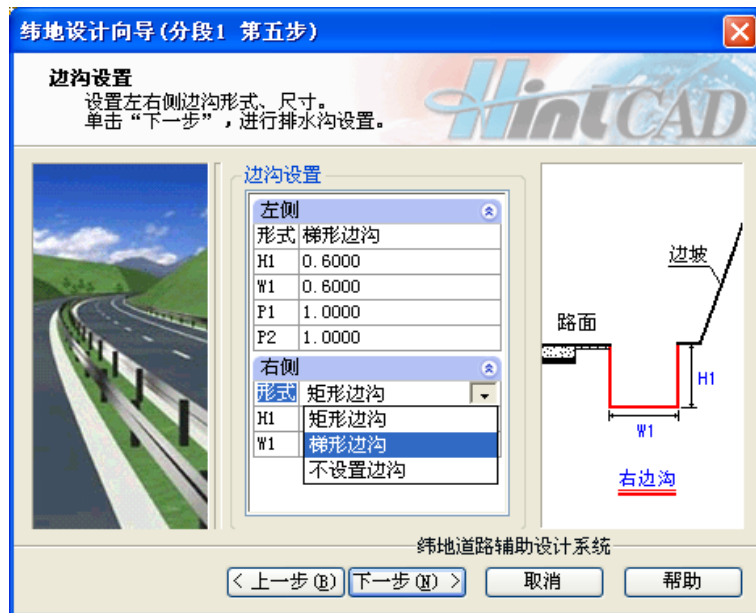 纬地设计向导(分段1 第五步)
边沟设置
设置左右侧边沟形式、尺寸。
单击“下一步”,进行排水沟设置。
HintCAD
边沟设置
左侧
形式 梯形边沟
H1 0.6000
W1 0.6000
P1 1.0000
P2 1.0000
右侧
形式 矩形边沟
H1 矩形边沟
W1 梯形边沟
不设置边沟
边坡
路面
H1
W1
右边沟
纬地道路辅助设计系统
< 上一步(B) 下一步(N) > 取消 帮助